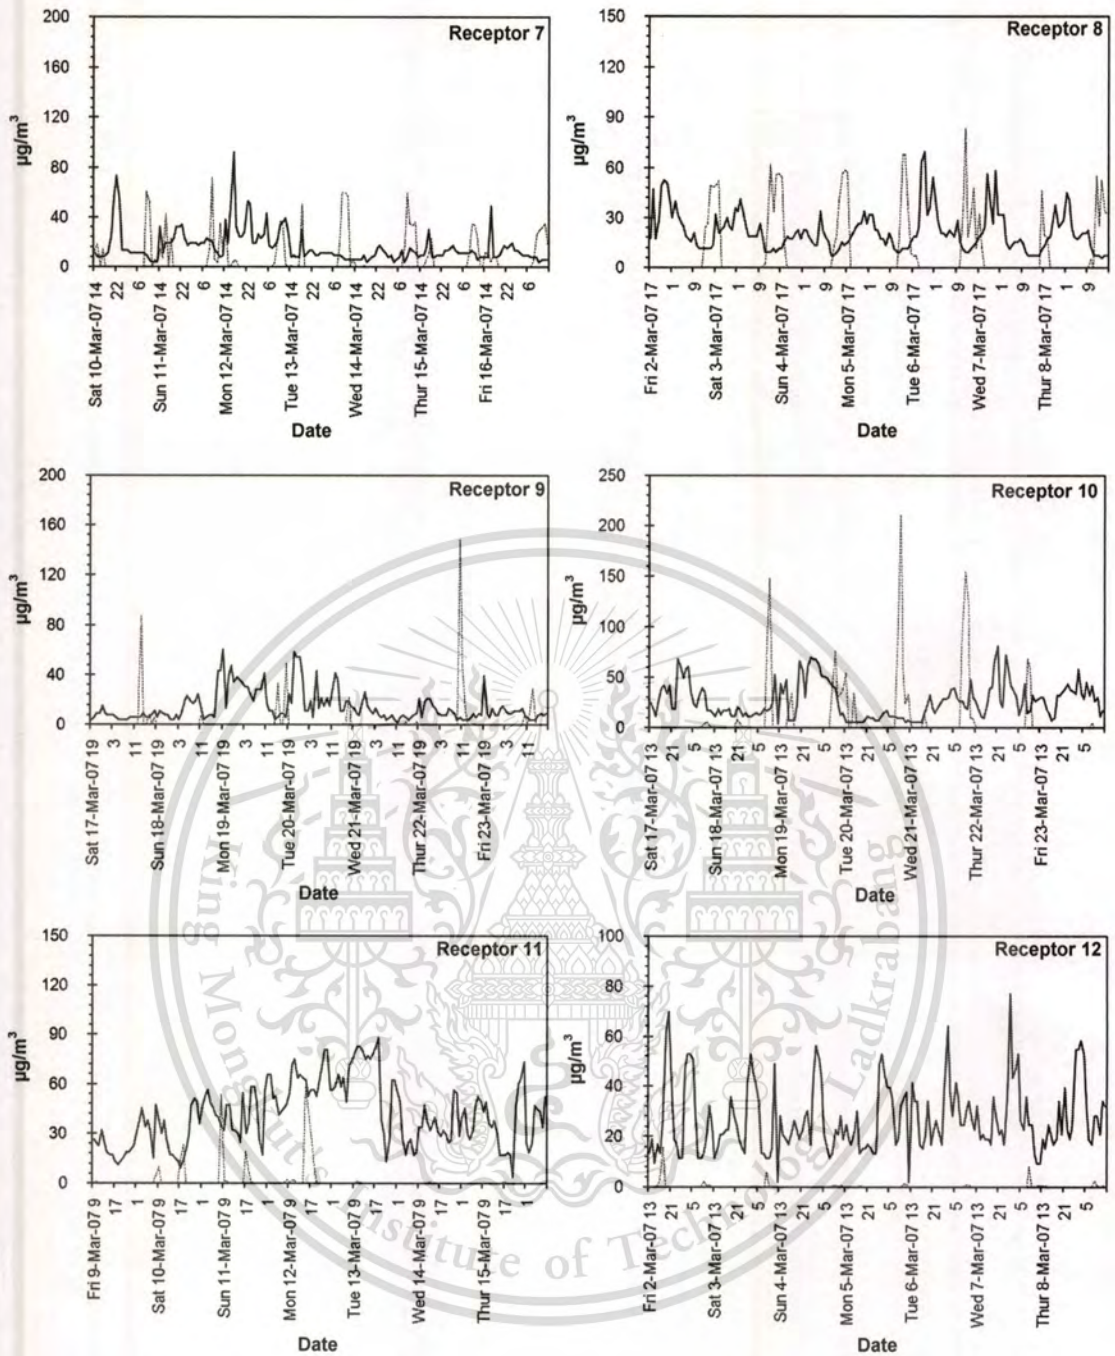 Receptor 7
µg/m³
200
160
120
80
40
0
Sat 10-Mar-07 14
22
6
Sun 11-Mar-07 14
22
6
Mon 12-Mar-07 14
22
6
Tue 13-Mar-07 14
22
6
Wed 14-Mar-07 14
22
6
Thur 15-Mar-07 14
22
6
Fri 16-Mar-07 14
22
6
Date
Receptor 8
µg/m³
150
120
90
60
30
0
Fri 2-Mar-07 17
1
9
Sat 3-Mar-07 17
1
9
Sun 4-Mar-07 17
1
9
Mon 5-Mar-07 17
1
9
Tue 6-Mar-07 17
1
9
Wed 7-Mar-07 17
1
9
Thur 8-Mar-07 17
1
9
Date
Receptor 9
µg/m³
200
160
120
80
40
0
Sat 17-Mar-07 19
3
11
Sun 18-Mar-07 19
3
11
Mon 19-Mar-07 19
3
11
Tue 20-Mar-07 19
3
11
Wed 21-Mar-07 19
3
11
Thur 22-Mar-07 19
3
11
Fri 23-Mar-07 19
3
11
Date
Receptor 10
µg/m³
250
200
150
100
50
0
Sat 17-Mar-07 13
21
5
Sun 18-Mar-07 13
21
5
Mon 19-Mar-07 13
21
5
Tue 20-Mar-07 13
21
5
Wed 21-Mar-07 13
21
5
Thur 22-Mar-07 13
21
5
Fri 23-Mar-07 13
21
5
Date
Receptor 11
µg/m³
150
120
90
60
30
0
Fri 9-Mar-07 9
17
1
Sat 10-Mar-07 9
17
1
Sun 11-Mar-07 9
17
1
Mon 12-Mar-07 9
17
1
Tue 13-Mar-07 9
17
1
Wed 14-Mar-07 9
17
1
Thur 15-Mar-07 9
17
1
Date
Receptor 12
µg/m³
100
80
60
40
20
0
Fri 2-Mar-07 13
21
5
Sat 3-Mar-07 13
21
5
Sun 4-Mar-07 13
21
5
Mon 5-Mar-07 13
21
5
Tue 6-Mar-07 13
21
5
Wed 7-Mar-07 13
21
5
Thur 8-Mar-07 13
21
5
Date
King Mongkut's Institute of Technology Ladkrabang